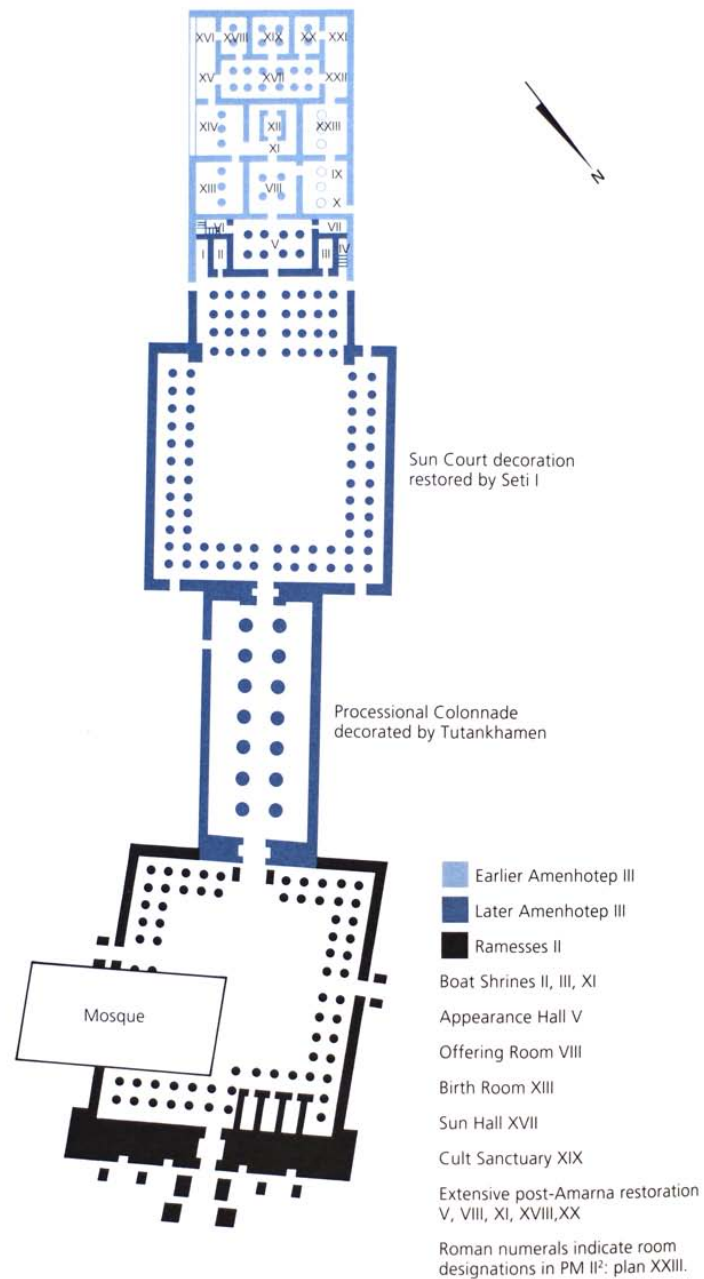 XVI XVIII XIX XX XXI
XV XVII XXII
XIV XII XXIII
XI
XIII VIII IX
X
VI VII
I II V III IV
N
Sun Court decoration
restored by Seti I
Processional Colonnade
decorated by Tutankhamen
Earlier Amenhotep III
Later Amenhotep III
Ramesses II
Boat Shrines II, III, XI
Mosque
Appearance Hall V
Offering Room VIII
Birth Room XIII
Sun Hall XVII
Cult Sanctuary XIX
Extensive post-Amarna restoration
V, VIII, XI, XVIII,XX
Roman numerals indicate room
designations in PM II²: plan XXIII.